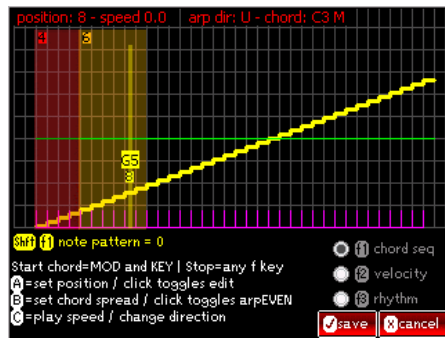 position: 8 - speed 0.0 arp dir: U - chord: C3 M
4 6
G5
8
Shft f1 note pattern = 0
Start chord=MOD and KEY | Stop=any f key
A=set position / click toggles edit
B=set chord spread / click toggles arpEVEN
C=play speed / change direction
f1 chord seq
f2 velocity
f3 rhythm
save
cancel